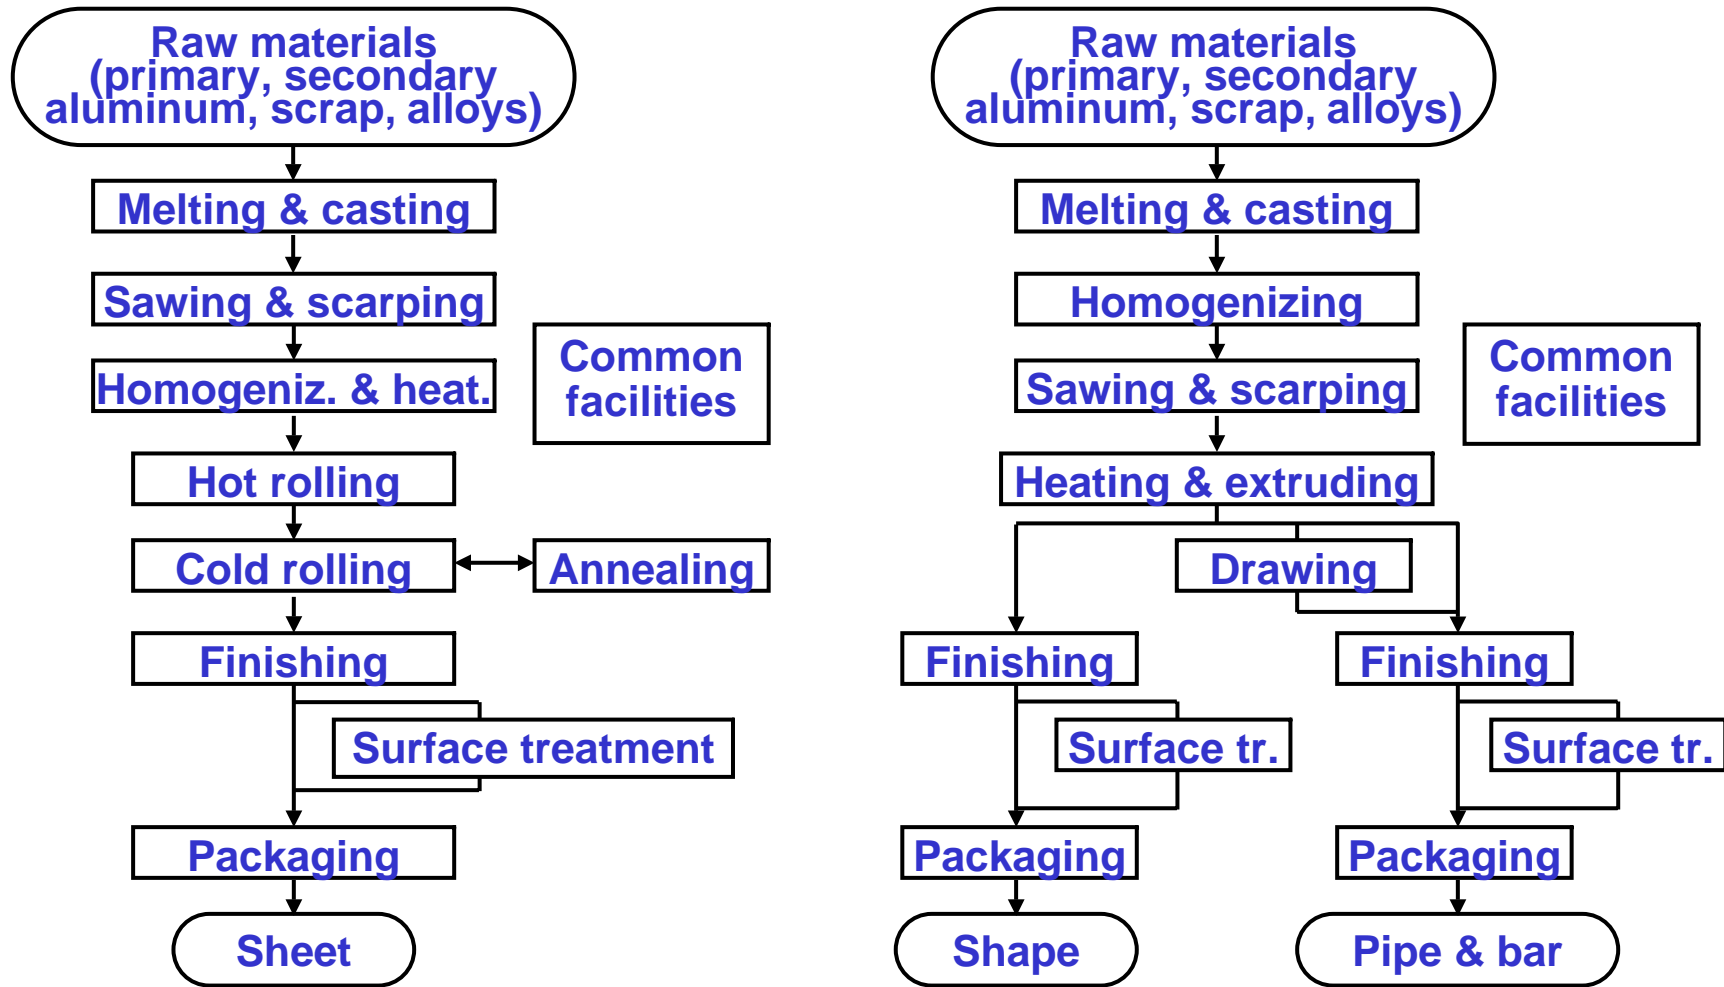 Raw materials
(primary, secondary
aluminum, scrap, alloys)
Melting & casting
Sawing & scarping
Homogeniz. & heat.
Common
facilities
Hot rolling
Cold rolling
Annealing
Finishing
Surface treatment
Packaging
Sheet
Raw materials
(primary, secondary
aluminum, scrap, alloys)
Melting & casting
Homogenizing
Sawing & scarping
Common
facilities
Heating & extruding
Drawing
Finishing
Finishing
Surface tr.
Surface tr.
Packaging
Packaging
Shape
Pipe & bar